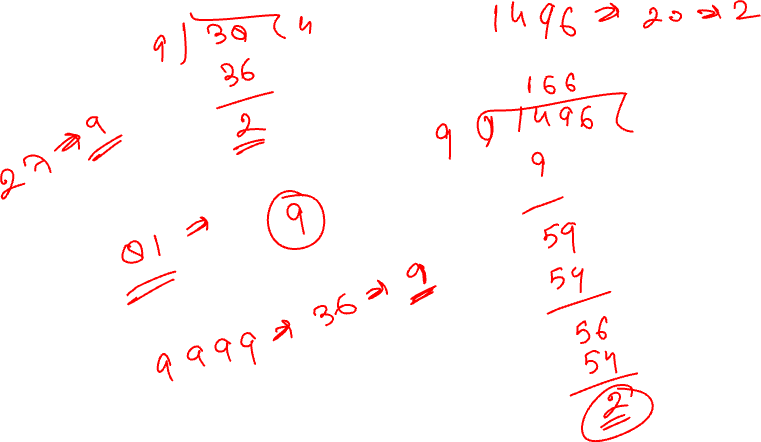 1496 → 20 → 2
9 ) 38 ( 4
36
2
27 → 9
81 ⇒ 9
9999 → 36 → 9
166
9 ) 1496 (
9
59
54
56
54
2